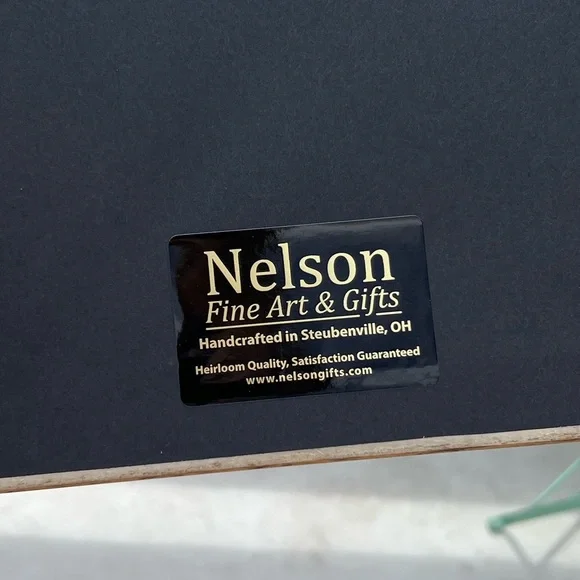 Nelson
Fine Art & Gifts
Handcrafted in Steubenville, OH
Heirloom Quality, Satisfaction Guaranteed
www.nelsongifts.com